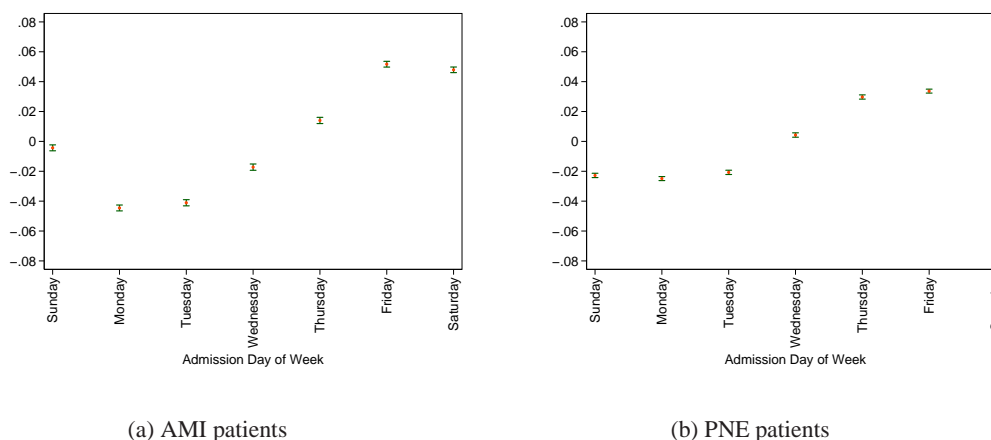 .08
.06
.04
.02
0
−.02
−.04
−.06
−.08
Sunday
Monday
Tuesday
Wednesday
Thursday
Friday
Saturday
Admission Day of Week
(a) AMI patients
.08
.06
.04
.02
0
−.02
−.04
−.06
−.08
Sunday
Monday
Tuesday
Wednesday
Thursday
Friday
Admission Day of Week
(b) PNE patients